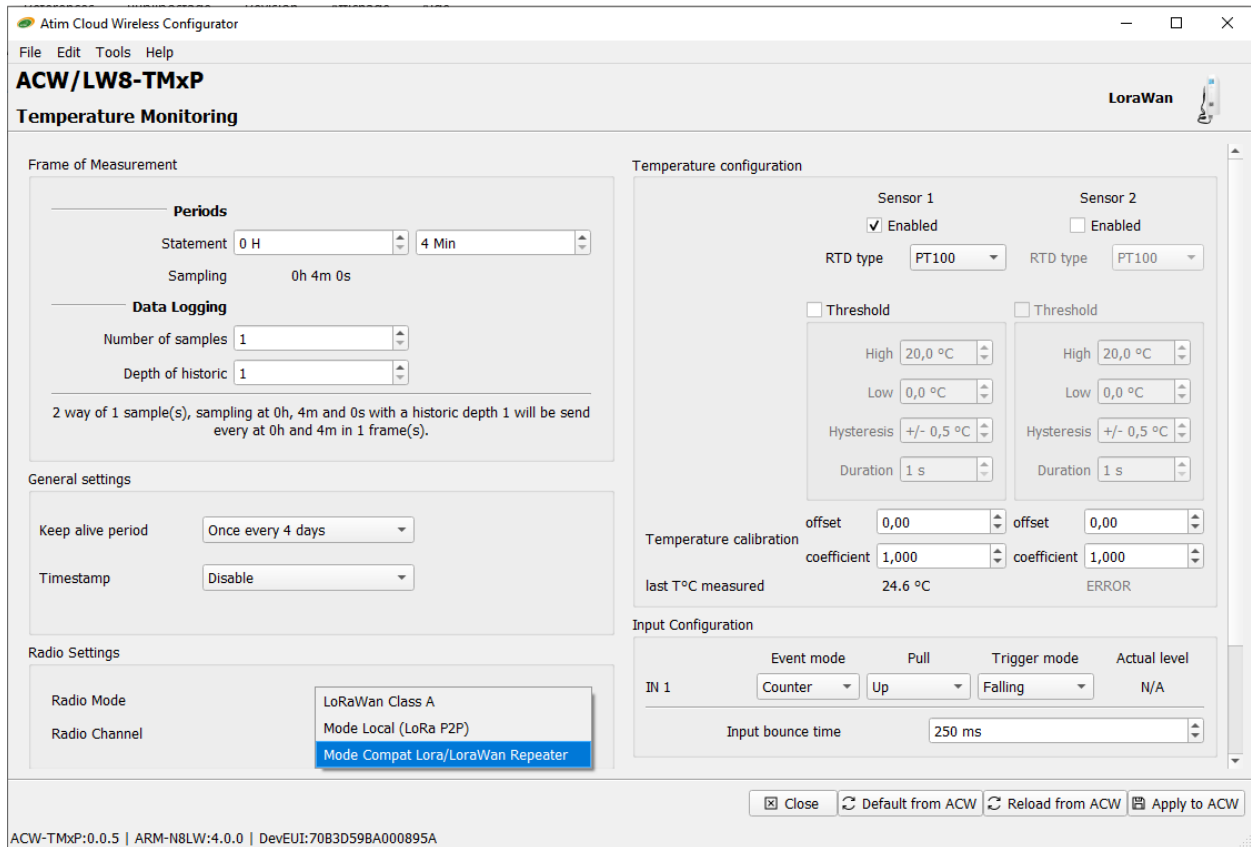 Atim Cloud Wireless Configurator
File Edit Tools Help
ACW/LW8-TMxP
Temperature Monitoring
LoraWan
Frame of Measurement
Periods
Statement 0 H 4 Min
Sampling 0h 4m 0s
Data Logging
Number of samples 1
Depth of historic 1
2 way of 1 sample(s), sampling at 0h, 4m and 0s with a historic depth 1 will be send
every at 0h and 4m in 1 frame(s).
General settings
Keep alive period Once every 4 days
Timestamp Disable
Radio Settings
Radio Mode
Radio Channel
LoRaWan Class A
Mode Local (LoRa P2P)
Mode Compat Lora/LoraWan Repeater
Temperature configuration
Sensor 1 Sensor 2
Enabled Enabled
RTD type PT100 RTD type PT100
Threshold Threshold
High 20,0 °C High 20,0 °C
Low 0,0 °C Low 0,0 °C
Hysteresis +/- 0,5 °C Hysteresis +/- 0,5 °C
Duration 1 s Duration 1 s
Temperature calibration
offset 0,00 offset 0,00
coefficient 1,000 coefficient 1,000
last T°C measured 24.6 °C ERROR
Input Configuration
Event mode Pull Trigger mode Actual level
IN 1 Counter Up Falling N/A
Input bounce time 250 ms
Close Default from ACW Reload from ACW Apply to ACW
ACW-TMxP:0.0.5 | ARM-N8LW:4.0.0 | DevEUI:70B3D59BA000895A